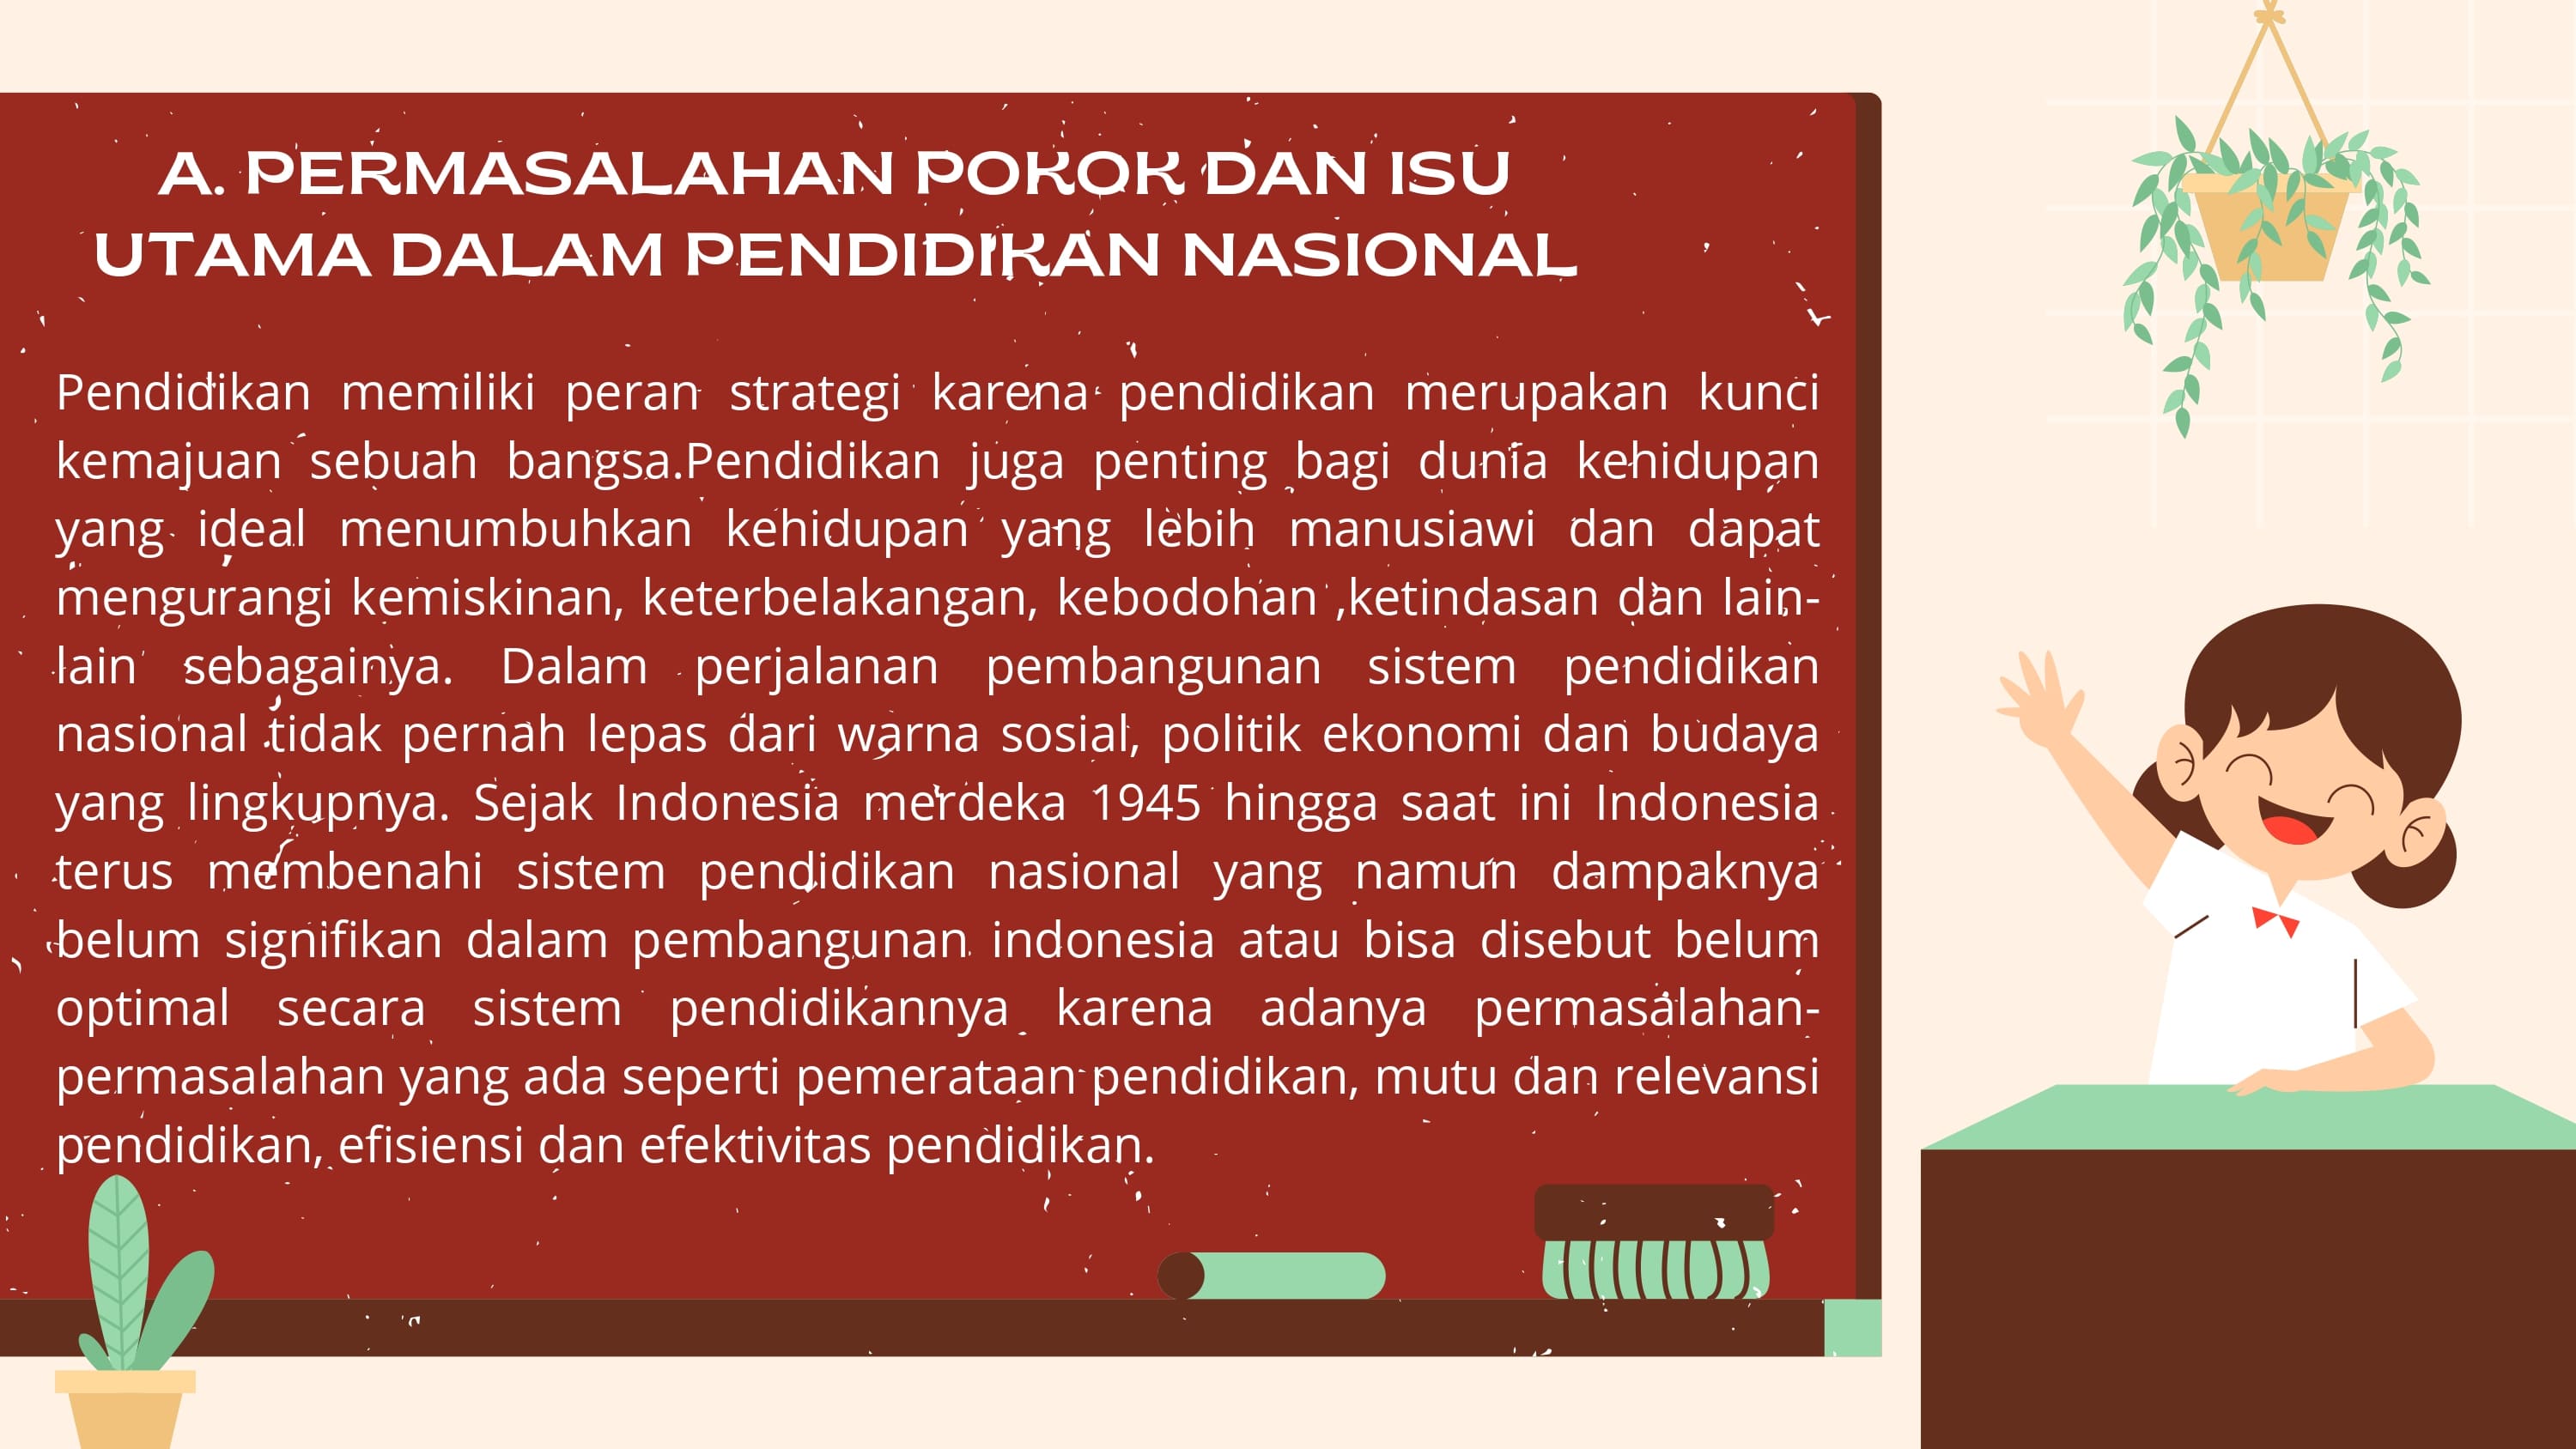 A. PERMASALAHAN POKOK DAN ISU
UTAMA DALAM PENDIDIKAN NASIONAL
Pendidikan memiliki peran strategi karena pendidikan merupakan kunci
kemajuan sebuah bangsa.Pendidikan juga penting bagi dunia kehidupan
yang ideal menumbuhkan kehidupan yang lebih manusiawi dan dapat
mengurangi kemiskinan, keterbelakangan, kebodohan ,ketindasan dan lain-
lain sebagainya. Dalam perjalanan pembangunan sistem pendidikan
nasional tidak pernah lepas dari warna sosial, politik ekonomi dan budaya
yang lingkupnya. Sejak Indonesia merdeka 1945 hingga saat ini Indonesia
terus membenahi sistem pendidikan nasional yang namun dampaknya
belum signifikan dalam pembangunan indonesia atau bisa disebut belum
optimal secara sistem pendidikannya karena adanya permasalahan-
permasalahan yang ada seperti pemerataan pendidikan, mutu dan relevansi
pendidikan, efisiensi dan efektivitas pendidikan.